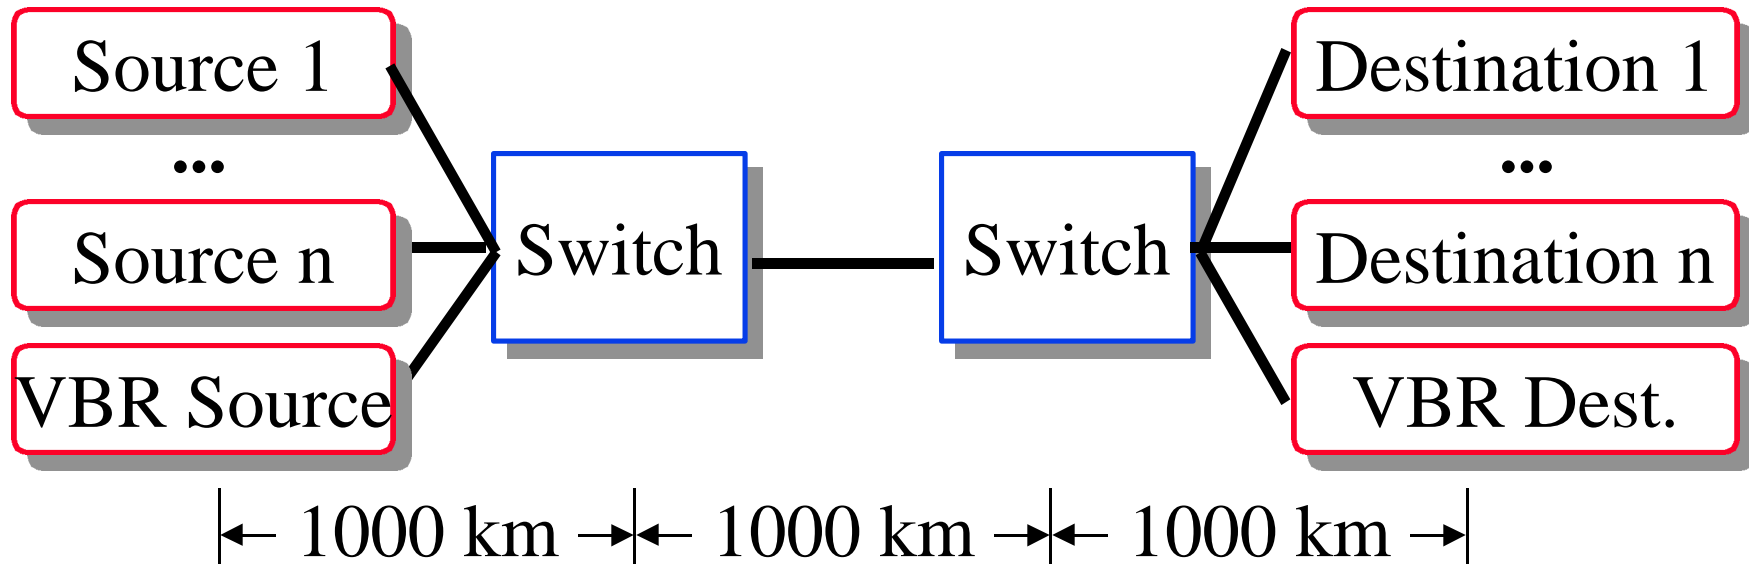 Source 1
...
Source n
VBR Source
Switch
Switch
Destination 1
...
Destination n
VBR Dest.
1000 km
1000 km
1000 km